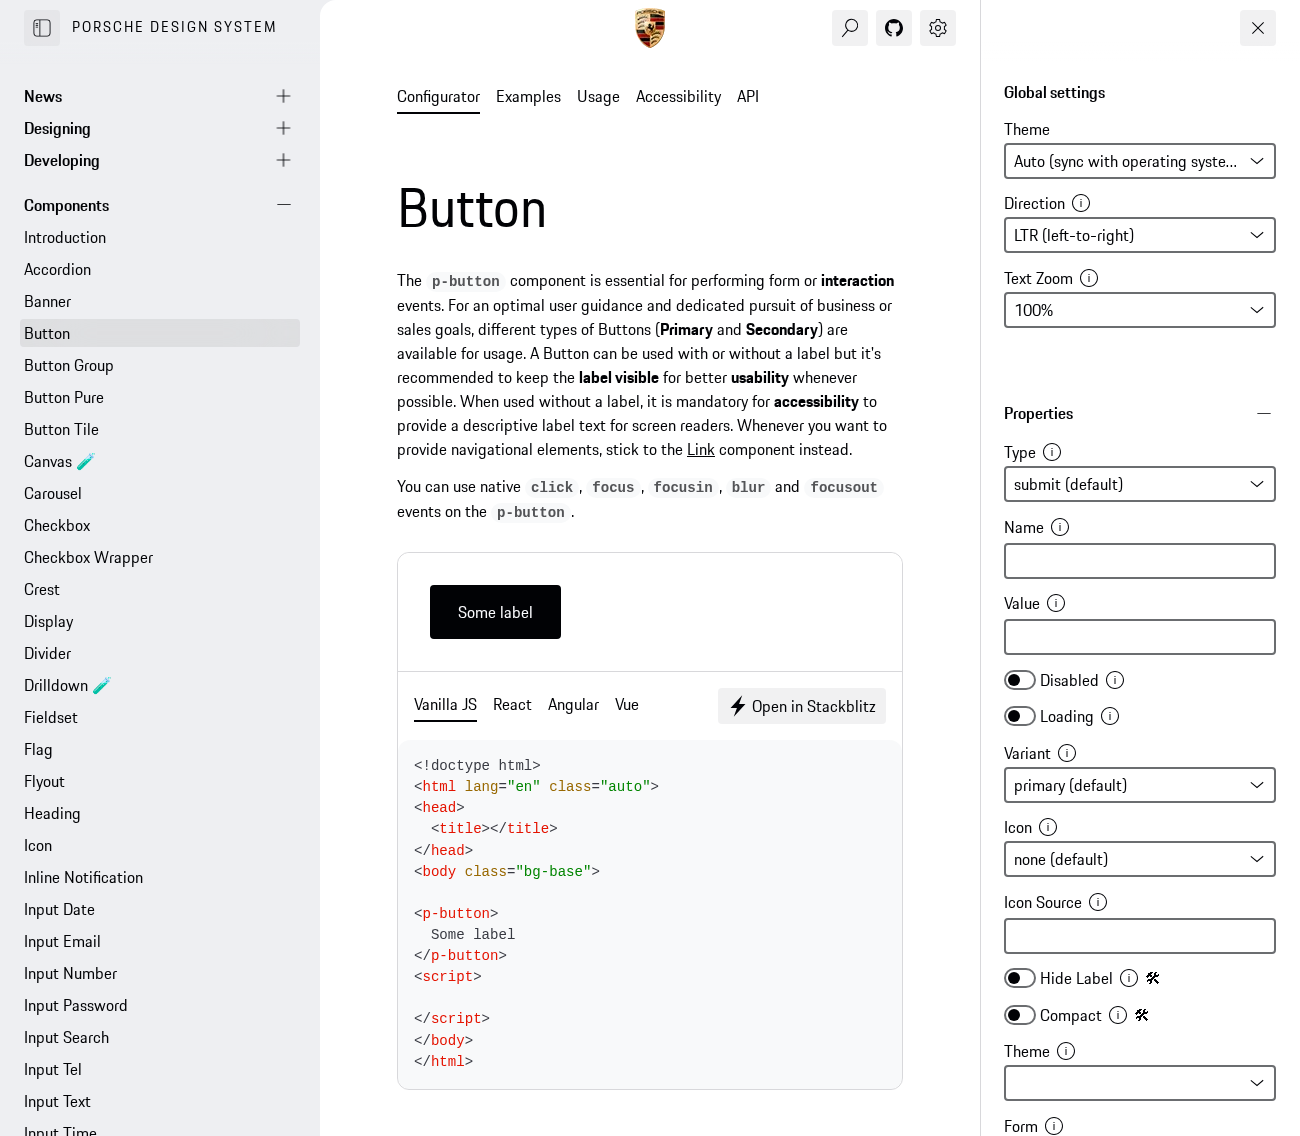 PORSCHE DESIGN SYSTEM
News
Designing
Developing
Components
Introduction
Accordion
Banner
Button
Button Group
Button Pure
Button Tile
Canvas 🧪
Carousel
Checkbox
Checkbox Wrapper
Crest
Display
Divider
Drilldown 🧪
Fieldset
Flag
Flyout
Heading
Icon
Inline Notification
Input Date
Input Email
Input Number
Input Password
Input Search
Input Tel
Input Text
Input Time
Configurator Examples Usage Accessibility API
Button
The p-button component is essential for performing form or interaction
events. For an optimal user guidance and dedicated pursuit of business or
sales goals, different types of Buttons (Primary and Secondary) are
available for usage. A Button can be used with or without a label but it's
recommended to keep the label visible for better usability whenever
possible. When used without a label, it is mandatory for accessibility to
provide a descriptive label text for screen readers. Whenever you want to
provide navigational elements, stick to the Link component instead.
You can use native click, focus, focusin, blur and focusout
events on the p-button.
Some label
Vanilla JS React Angular Vue Open in Stackblitz
<!doctype html>
<html lang="en" class="auto">
<head>
  <title></title>
</head>
<body class="bg-base">
<p-button>
  Some label
</p-button>
<script>
</script>
</body>
</html>
Global settings
Theme
Auto (sync with operating syste...
Direction
LTR (left-to-right)
Text Zoom
100%
Properties
Type
submit (default)
Name
Value
Disabled
Loading
Variant
primary (default)
Icon
none (default)
Icon Source
Hide Label 🛠
Compact 🛠
Theme
Form